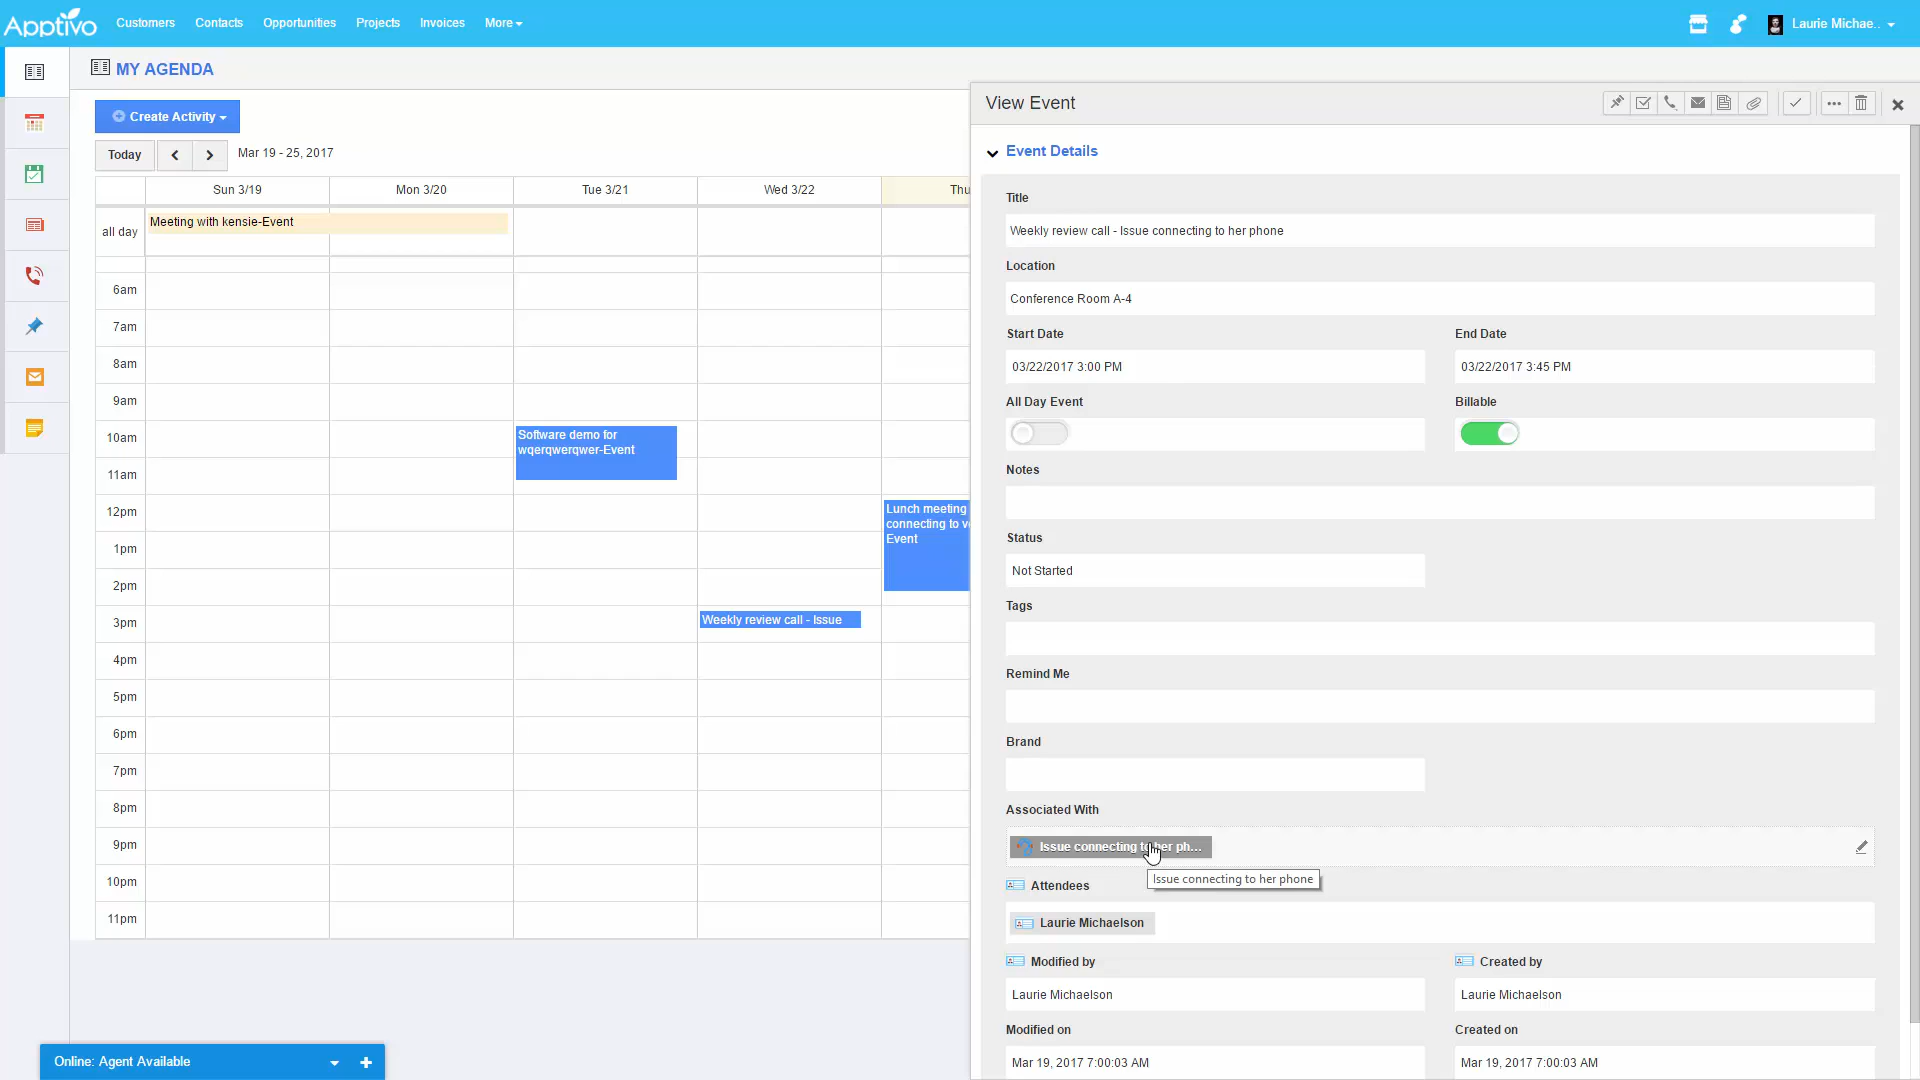 Apptivo
Customers
Contacts
Opportunities
Projects
Invoices
More
Laurie Michae..
MY AGENDA
Create Activity
Today
Mar 19 - 25, 2017
Sun 3/19
Mon 3/20
Tue 3/21
Wed 3/22
Thu
all day
Meeting with kensie-Event
6am
7am
8am
9am
10am
11am
12pm
1pm
2pm
3pm
4pm
5pm
6pm
7pm
8pm
9pm
10pm
11pm
Software demo for
wqerqwerqwer-Event
Weekly review call - Issue
Lunch meeting
connecting to v
Event
Online: Agent Available
View Event
Event Details
Title
Weekly review call - Issue connecting to her phone
Location
Conference Room A-4
Start Date
End Date
03/22/2017 3:00 PM
03/22/2017 3:45 PM
All Day Event
Billable
Notes
Status
Not Started
Tags
Remind Me
Brand
Associated With
Issue connecting to her ph...
Issue connecting to her phone
Attendees
Laurie Michaelson
Modified by
Created by
Laurie Michaelson
Laurie Michaelson
Modified on
Created on
Mar 19, 2017 7:00:03 AM
Mar 19, 2017 7:00:03 AM